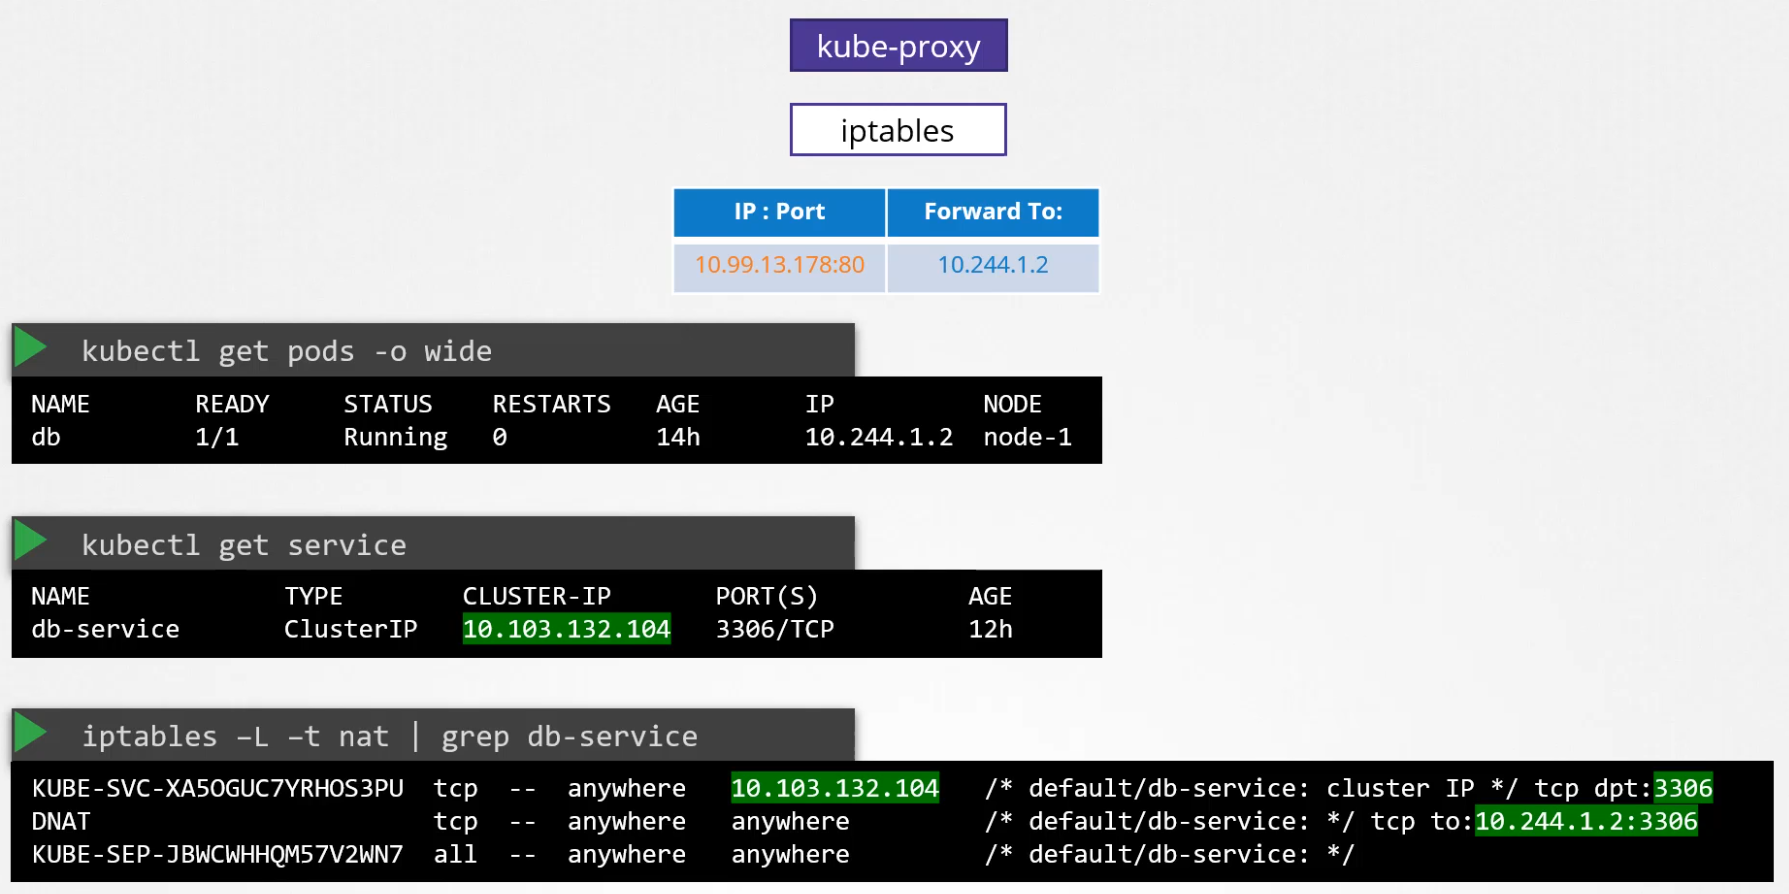 kube-proxy
iptables
IP : Port Forward To:
10.99.13.178:80 10.244.1.2
kubectl get pods -o wide
NAME READY STATUS RESTARTS AGE IP NODE
db 1/1 Running 0 14h 10.244.1.2 node-1
kubectl get service
NAME TYPE CLUSTER-IP PORT(S) AGE
db-service ClusterIP 10.103.132.104 3306/TCP 12h
iptables –L –t nat | grep db-service
KUBE-SVC-XA5OGUC7YRHOS3PU tcp -- anywhere 10.103.132.104 /* default/db-service: cluster IP */ tcp dpt:3306
DNAT tcp -- anywhere anywhere /* default/db-service: */ tcp to:10.244.1.2:3306
KUBE-SEP-JBWCWHHQM57V2WN7 all -- anywhere anywhere /* default/db-service: */